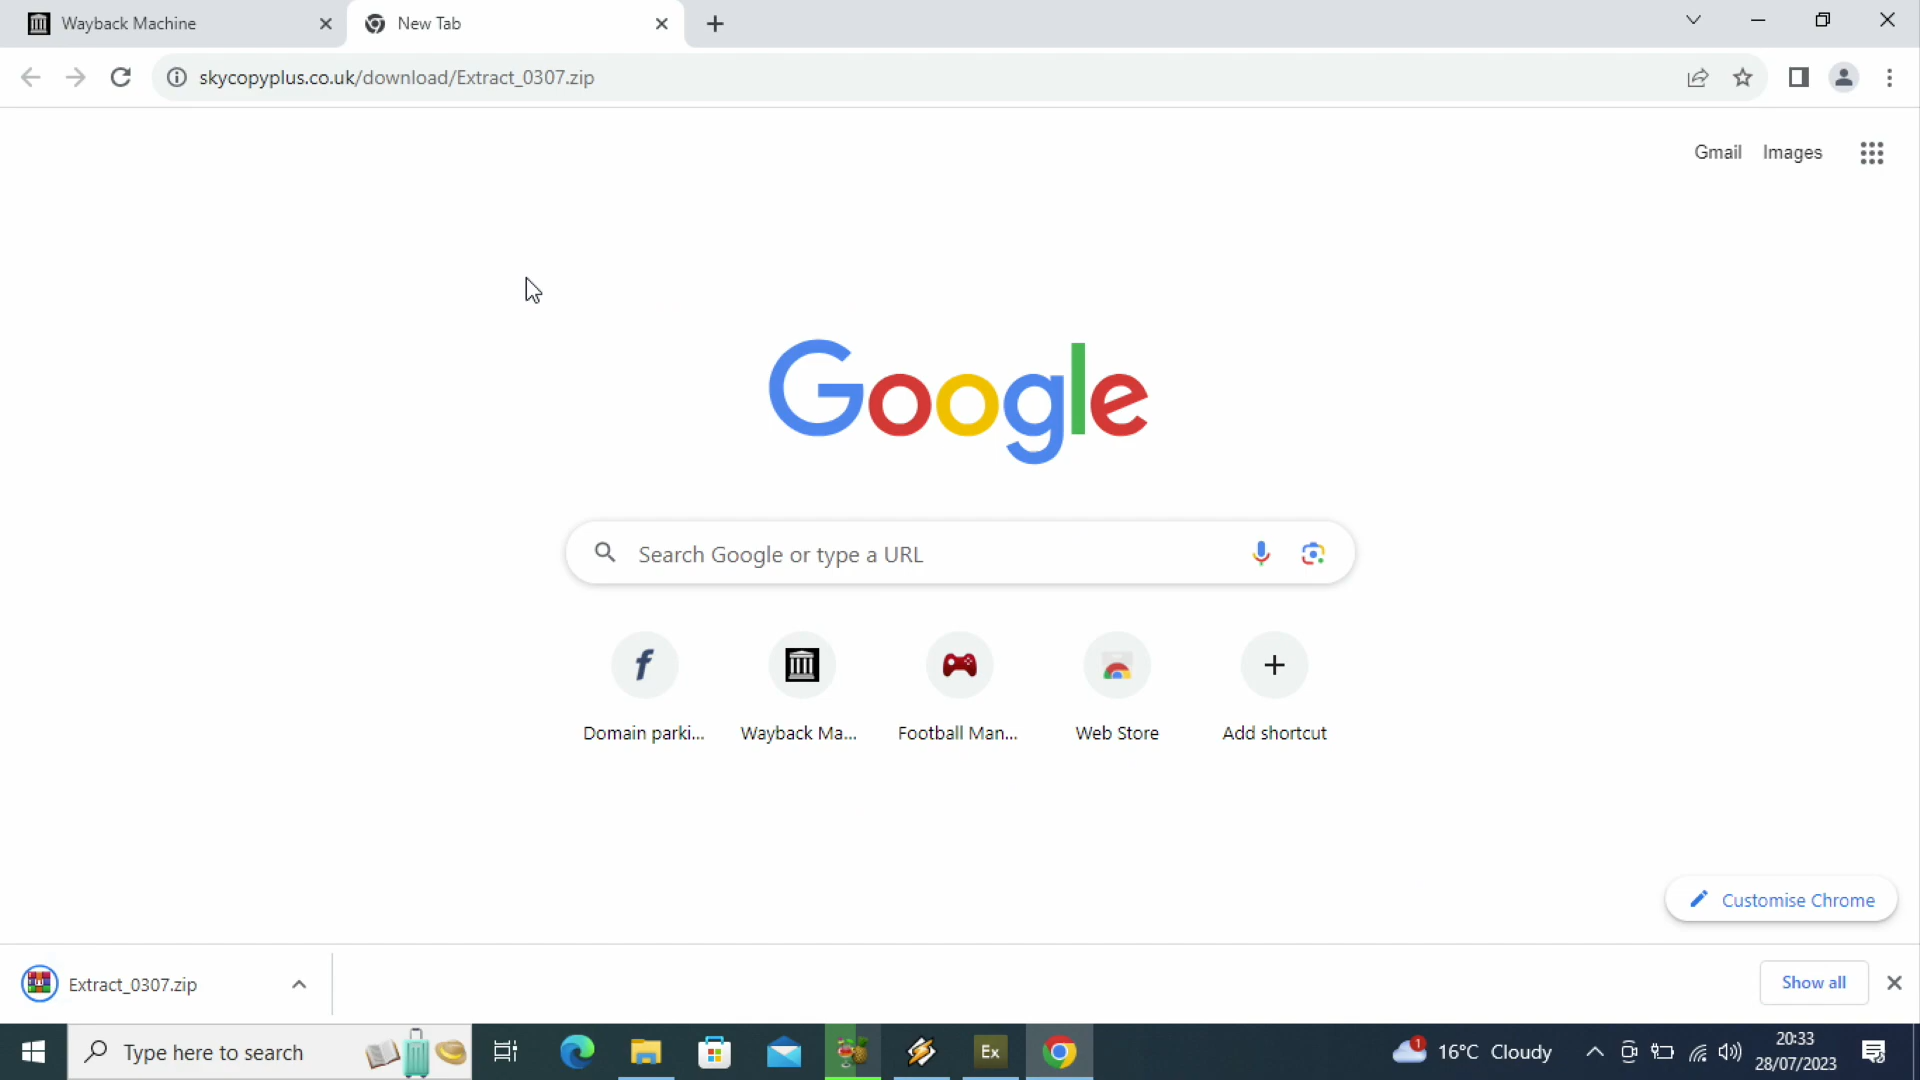 Wayback Machine
New Tab
skycopyplus.co.uk/download/Extract_0307.zip
Gmail Images
Google
Search Google or type a URL
f
Domain parki... Wayback Ma... Football Man... Web Store Add shortcut
Customise Chrome
Extract_0307.zip
Show all
Type here to search
Ex
1
16°C Cloudy
20:33
28/07/2023